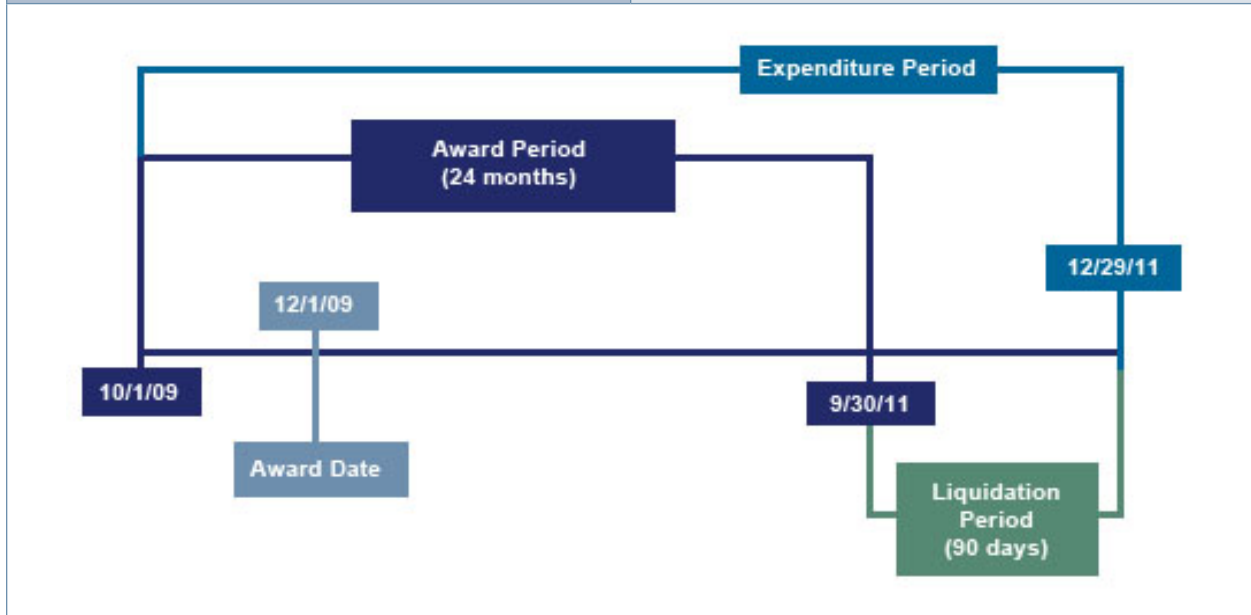 Expenditure Period
Award Period
(24 months)
12/29/11
12/1/09
10/1/09
9/30/11
Award Date
Liquidation
Period
(90 days)